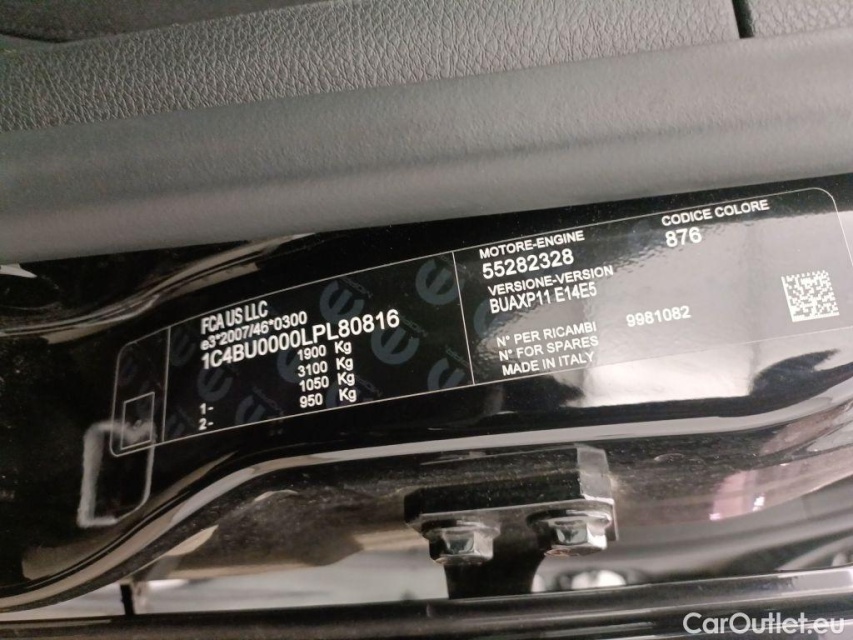 FCA US LLC
e3*2007/46*0300
1C4BU0000LPL80816
1900 Kg
3100 Kg
1- 1050 Kg
2- 950 Kg
MOTORE-ENGINE
55282328
VERSIONE-VERSION
BUAXP11 E14E5
CODICE COLORE
876
N° PER RICAMBI
N° FOR SPARES
9981082
MADE IN ITALY
CarOutlet.eu